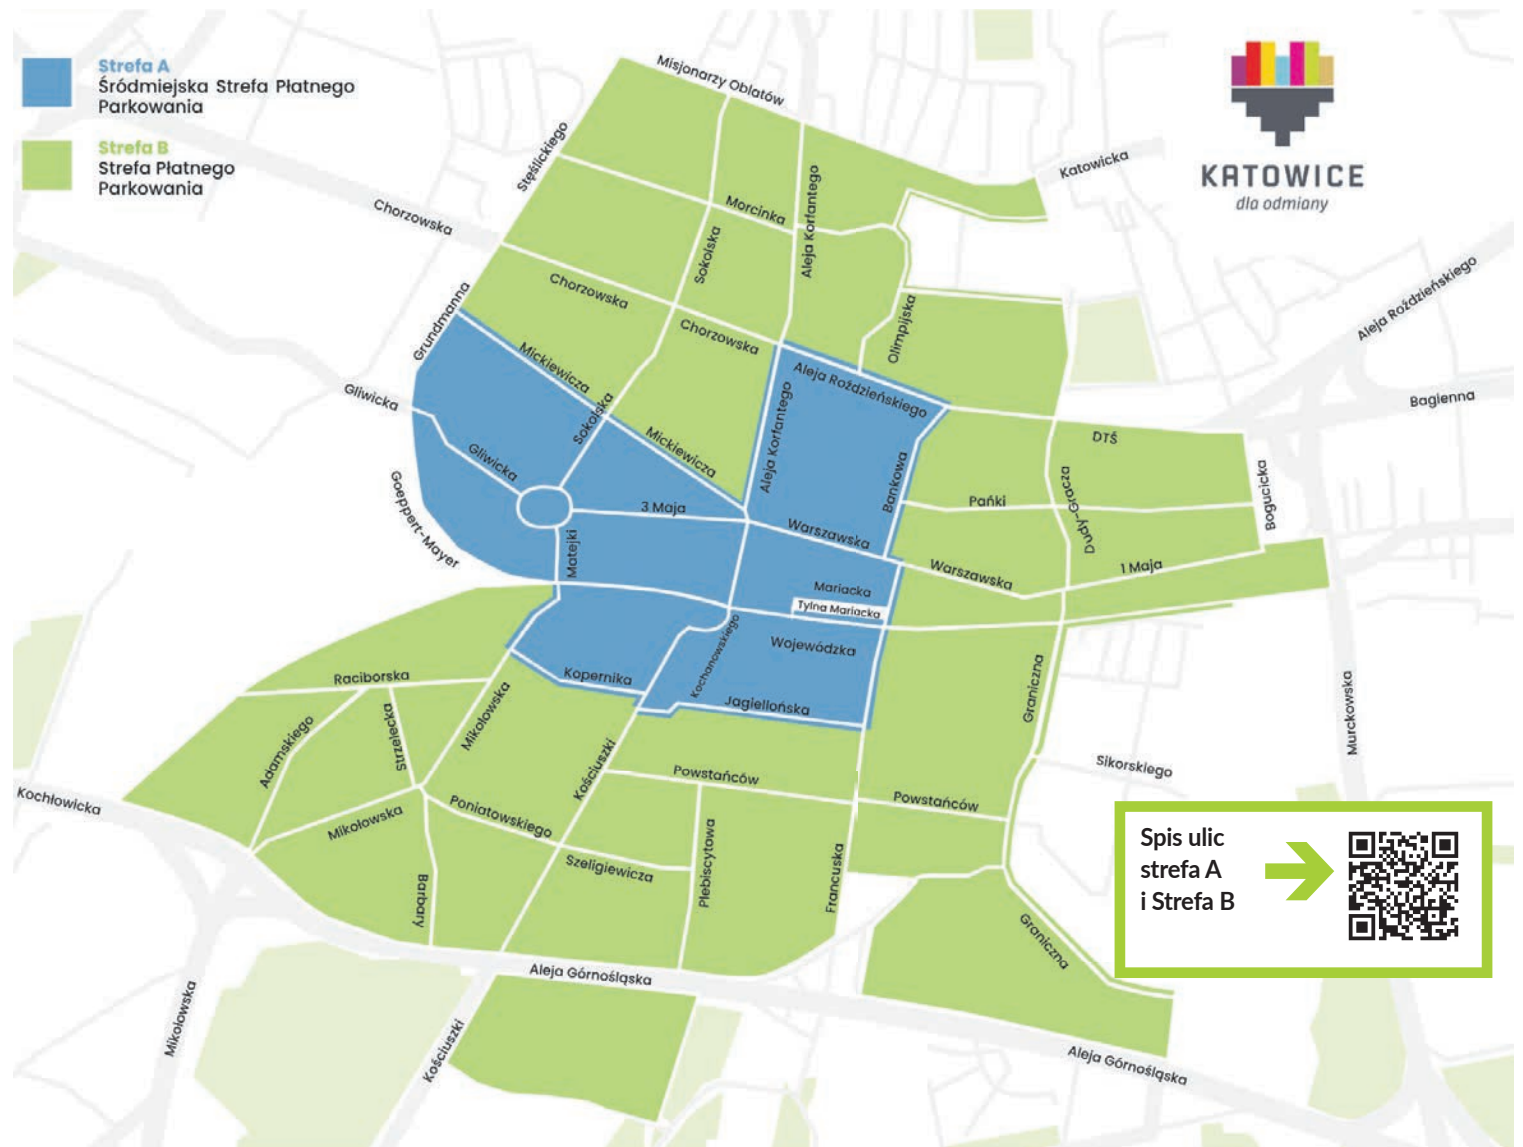 Strefa A
Śródmiejska Strefa Płatnego
Parkowania
Strefa B
Strefa Płatnego
Parkowania
KATOWICE
dla odmiany
Misjonarzy Oblatów
Katowicka
Stęślickiego
Aleja Korfantego
Morcinka
Chorzowska
Sokolska
Chorzowska
Aleja Roździeńskiego
Grundmanna
Olimpijska
Chorzowska
Mickiewicza
Aleja Roździeńskiego
Gliwicka
Bagienna
Aleja Korfantego
Sokolska
Mickiewicza
DTŚ
Gliwicka
Bankowa
Bogucicka
Pańki
Drupy-Gracza
3 Maja
Goeppert-Mayer
Warszawska
Matejki
Warszawska
1 Maja
Mariacka
Tylna Mariacka
Kochanowskiego
Wojewódzka
Kopernika
Raciborska
Graniczna
Jagiellońska
Murckowska
Mikołowska
Adamskiego
Strzelecka
Kościuszki
Sikorskiego
Powstańców
Powstańców
Kochłowicka
Mikołowska
Poniatowskiego
Szeligiewicza
Plebiscytowa
Francuska
Barbary
Graniczna
Spis ulic
strefa A
i Strefa B
Aleja Górnośląska
Mikołowska
Kościuszki
Aleja Górnośląska